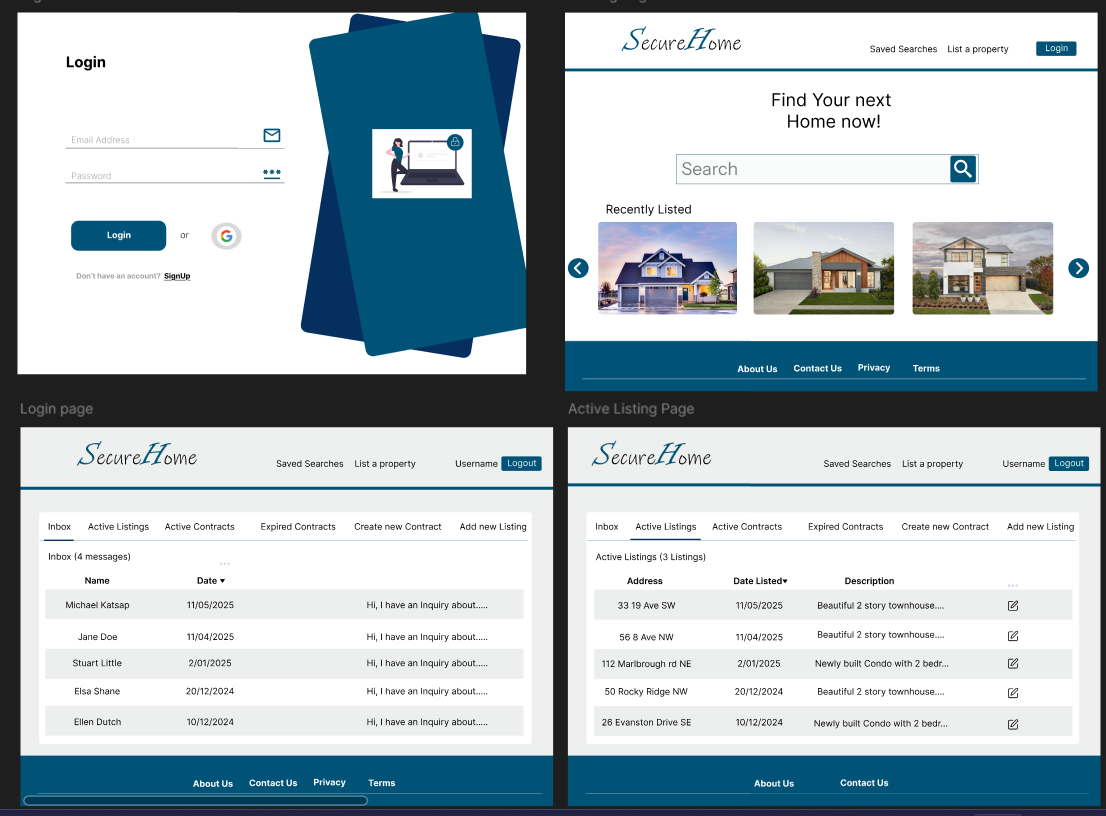 Login
Email Address
Password
***
Login or G
Don't have an account? SignUp
SecureHome
Saved Searches List a property Login
Find Your next
Home now!
Search
Recently Listed
About Us Contact Us Privacy Terms
Login page
SecureHome
Saved Searches List a property Username Logout
Inbox Active Listings Active Contracts Expired Contracts Create new Contract Add new Listing
Inbox (4 messages)
...
Name Date ▾
Michael Katsap 11/05/2025 Hi, I have an Inquiry about.....
Jane Doe 11/04/2025 Hi, I have an Inquiry about.....
Stuart Little 2/01/2025 Hi, I have an Inquiry about.....
Elsa Shane 20/12/2024 Hi, I have an Inquiry about.....
Ellen Dutch 10/12/2024 Hi, I have an Inquiry about.....
About Us Contact Us Privacy Terms
Active Listing Page
SecureHome
Saved Searches List a property Username Logout
Inbox Active Listings Active Contracts Expired Contracts Create new Contract Add new Listing
Active Listings (3 Listings)
Address Date Listed▾ Description ...
33 19 Ave SW 11/05/2025 Beautiful 2 story townhouse....
56 8 Ave NW 11/04/2025 Beautiful 2 story townhouse....
112 Marlbrough rd NE 2/01/2025 Newly built Condo with 2 bedr...
50 Rocky Ridge NW 20/12/2024 Beautiful 2 story townhouse....
26 Evanston Drive SE 10/12/2024 Newly built Condo with 2 bedr...
About Us Contact Us